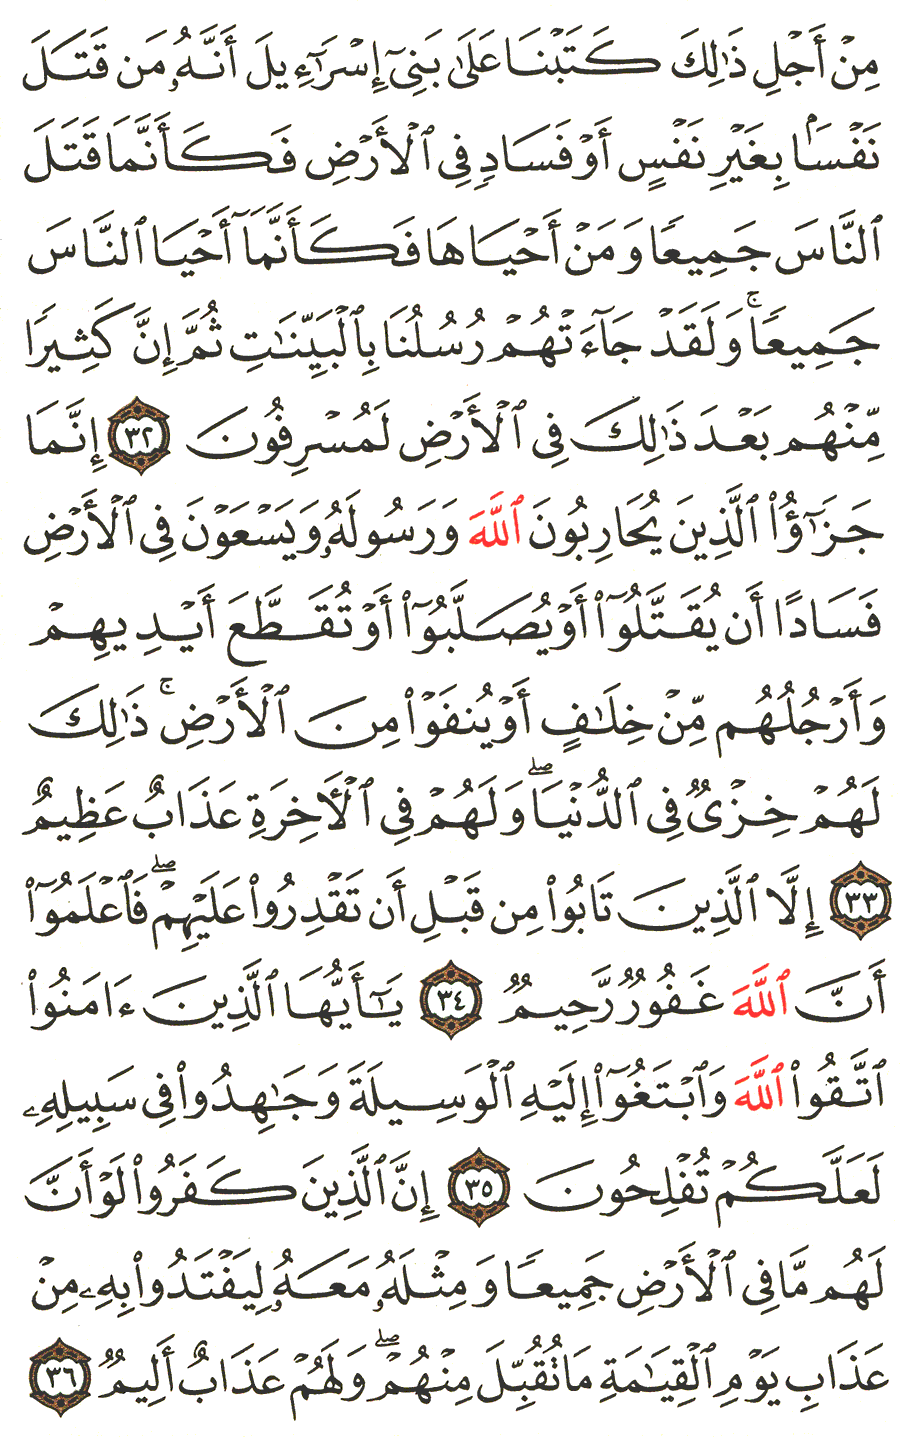 مِنْ أَجْلِ ذَٰلِكَ كَتَبْنَا عَلَىٰ بَنِىٓ إِسْرَٰٓءِيلَ أَنَّهُۥ مَن قَتَلَ
نَفْسًۢا بِغَيْرِ نَفْسٍ أَوْ فَسَادٍ فِى ٱلْأَرْضِ فَكَأَنَّمَا قَتَلَ
ٱلنَّاسَ جَمِيعًا وَمَنْ أَحْيَاهَا فَكَأَنَّمَآ أَحْيَا ٱلنَّاسَ
جَمِيعًا ۚ وَلَقَدْ جَآءَتْهُمْ رُسُلُنَا بِٱلْبَيِّنَٰتِ ثُمَّ إِنَّ كَثِيرًا
مِّنْهُم بَعْدَ ذَٰلِكَ فِى ٱلْأَرْضِ لَمُسْرِفُونَ ٣٢ إِنَّمَا
جَزَٰٓؤُا۟ ٱلَّذِينَ يُحَارِبُونَ ٱللَّهَ وَرَسُولَهُۥ وَيَسْعَوْنَ فِى ٱلْأَرْضِ
فَسَادًا أَن يُقَتَّلُوٓا۟ أَوْ يُصَلَّبُوٓا۟ أَوْ تُقَطَّعَ أَيْدِيهِمْ
وَأَرْجُلُهُم مِّنْ خِلَٰفٍ أَوْ يُنفَوْا۟ مِنَ ٱلْأَرْضِ ۚ ذَٰلِكَ
لَهُمْ خِزْىٌ فِى ٱلدُّنْيَا ۖ وَلَهُمْ فِى ٱلْـَٔاخِرَةِ عَذَابٌ عَظِيمٌ
٣٣ إِلَّا ٱلَّذِينَ تَابُوا۟ مِن قَبْلِ أَن تَقْدِرُوا۟ عَلَيْهِمْ ۖ فَٱعْلَمُوٓا۟
أَنَّ ٱللَّهَ غَفُورٌ رَّحِيمٌ ٣٤ يَٰٓأَيُّهَا ٱلَّذِينَ ءَامَنُوا۟
ٱتَّقُوا۟ ٱللَّهَ وَٱبْتَغُوٓا۟ إِلَيْهِ ٱلْوَسِيلَةَ وَجَٰهِدُوا۟ فِى سَبِيلِهِۦ
لَعَلَّكُمْ تُفْلِحُونَ ٣٥ إِنَّ ٱلَّذِينَ كَفَرُوا۟ لَوْ أَنَّ
لَهُم مَّا فِى ٱلْأَرْضِ جَمِيعًا وَمِثْلَهُۥ مَعَهُۥ لِيَفْتَدُوا۟ بِهِۦ مِنْ
عَذَابِ يَوْمِ ٱلْقِيَٰمَةِ مَا تُقُبِّلَ مِنْهُمْ ۖ وَلَهُمْ عَذَابٌ أَلِيمٌ ٣٦